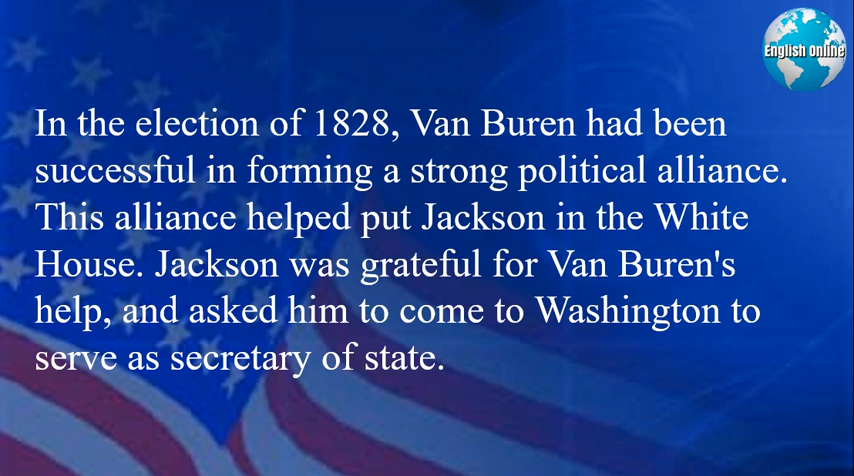 English Online
In the election of 1828, Van Buren had been
successful in forming a strong political alliance.
This alliance helped put Jackson in the White
House. Jackson was grateful for Van Buren's
help, and asked him to come to Washington to
serve as secretary of state.